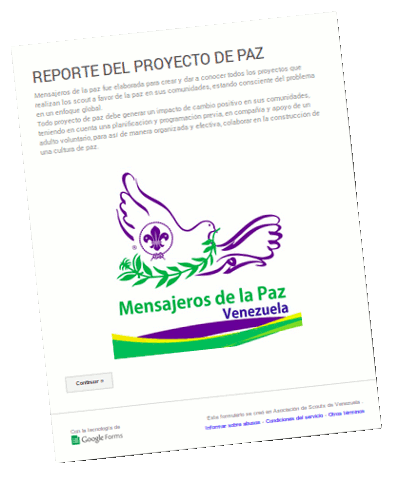 REPORTE DEL PROYECTO DE PAZ
Mensajeros de la paz fue elaborada para crear y dar a conocer todos los proyectos que
realizan los scout a favor de la paz en sus comunidades, estando consciente del problema
en un enfoque global.
Todo proyecto de paz debe generar un impacto de cambio positivo en sus comunidades,
teniendo en cuenta una planificacion y programación previa, en compañía y apoyo de un
adulto voluntario, para así de manera organizada y efectiva, colaborar en la construcción de
una cultura de paz.
®
Mensajeros de la Paz
Venezuela
Continuar »
Con la tecnología de
Google Forms
Este formulario se creó en Asociación de Scouts de Venezuela.
Informar sobre abusos - Condiciones del servicio - Otros términos